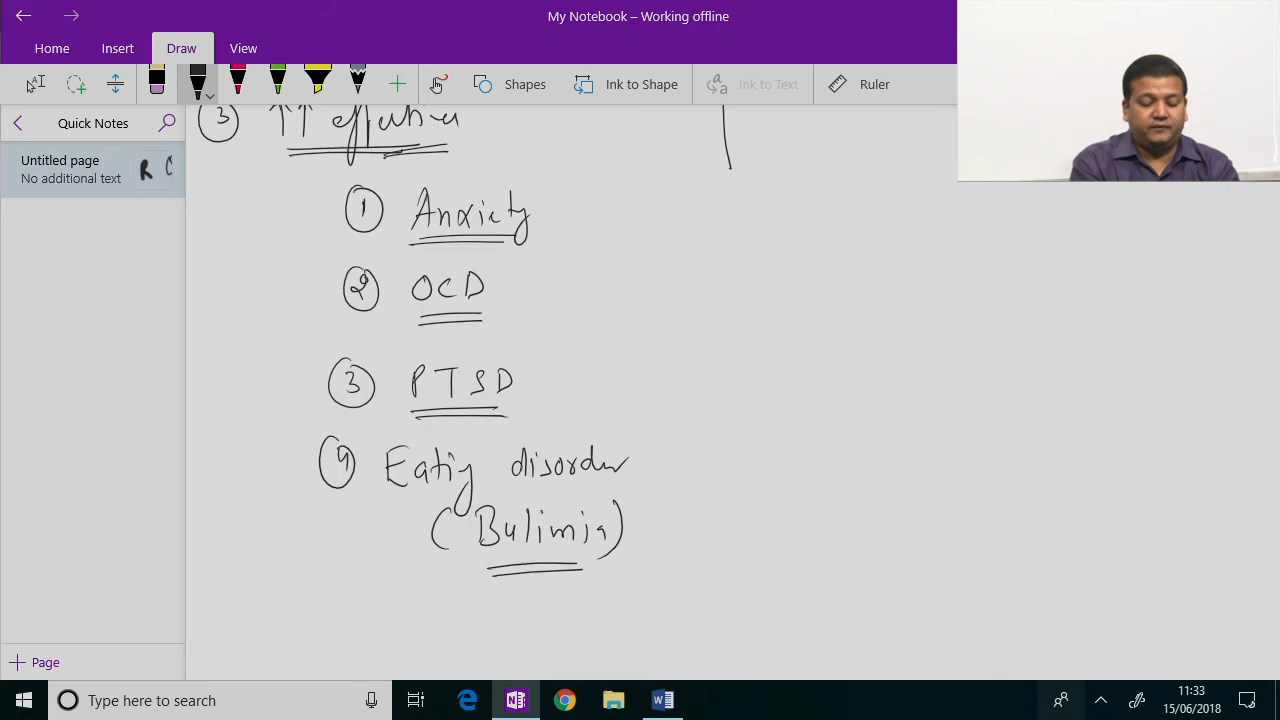 My Notebook – Working offline
Home Insert Draw View
Shapes Ink to Shape Ink to Text Ruler
Quick Notes
Untitled page
No additional text
R
+ Page
3 ↑↑ effective
1 Anxiety
2 OCD
3 PTSD
4 Eatig disorder
(Bulimia)
Type here to search
11:33
15/06/2018